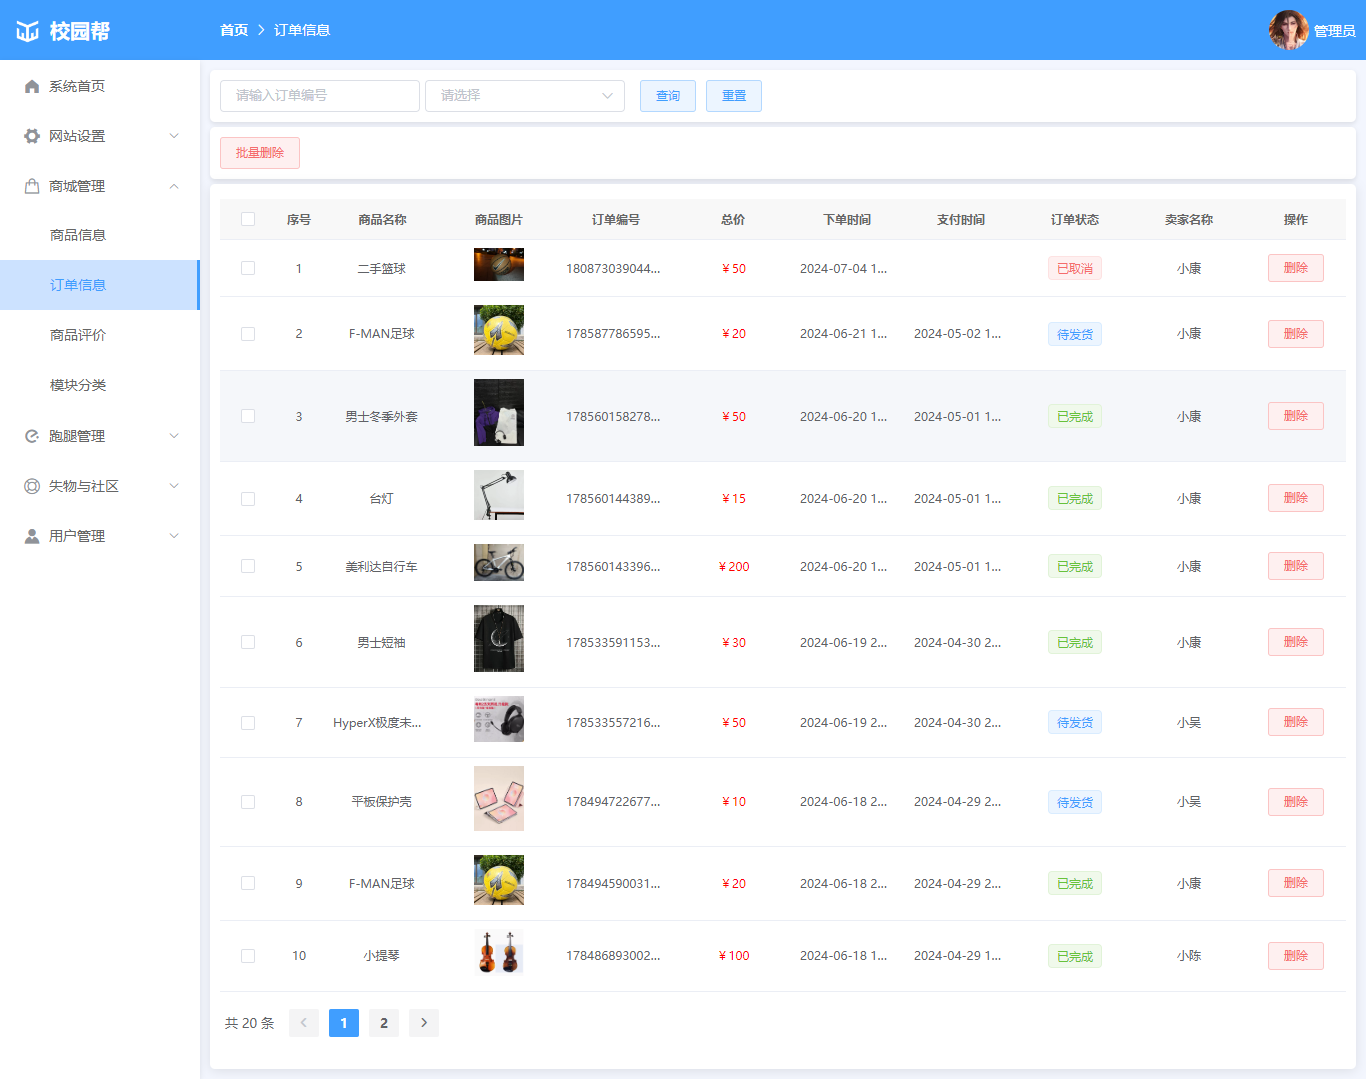 校园帮
首页 订单信息
管理员
系统首页
网站设置
商城管理
商品信息
订单信息
商品评价
模块分类
跑腿管理
失物与社区
用户管理
请输入订单编号 请选择 查询 重置
批量删除
序号 商品名称 商品图片 订单编号 总价 下单时间 支付时间 订单状态 卖家名称 操作
1 二手篮球 180873039044... ¥50 2024-07-04 1... 已取消 小康 删除
2 F-MAN足球 178587786595... ¥20 2024-06-21 1... 2024-05-02 1... 待发货 小康 删除
3 男士冬季外套 178560158278... ¥50 2024-06-20 1... 2024-05-01 1... 已完成 小康 删除
4 台灯 178560144389... ¥15 2024-06-20 1... 2024-05-01 1... 已完成 小康 删除
5 美利达自行车 178560143396... ¥200 2024-06-20 1... 2024-05-01 1... 已完成 小康 删除
6 男士短袖 178533591153... ¥30 2024-06-19 2... 2024-04-30 2... 已完成 小康 删除
7 HyperX极度未... 178533557216... ¥50 2024-06-19 2... 2024-04-30 2... 待发货 小吴 删除
8 平板保护壳 178494722677... ¥10 2024-06-18 2... 2024-04-29 2... 待发货 小吴 删除
9 F-MAN足球 178494590031... ¥20 2024-06-18 2... 2024-04-29 2... 已完成 小康 删除
10 小提琴 178486893002... ¥100 2024-06-18 1... 2024-04-29 1... 已完成 小陈 删除
共 20 条 1 2